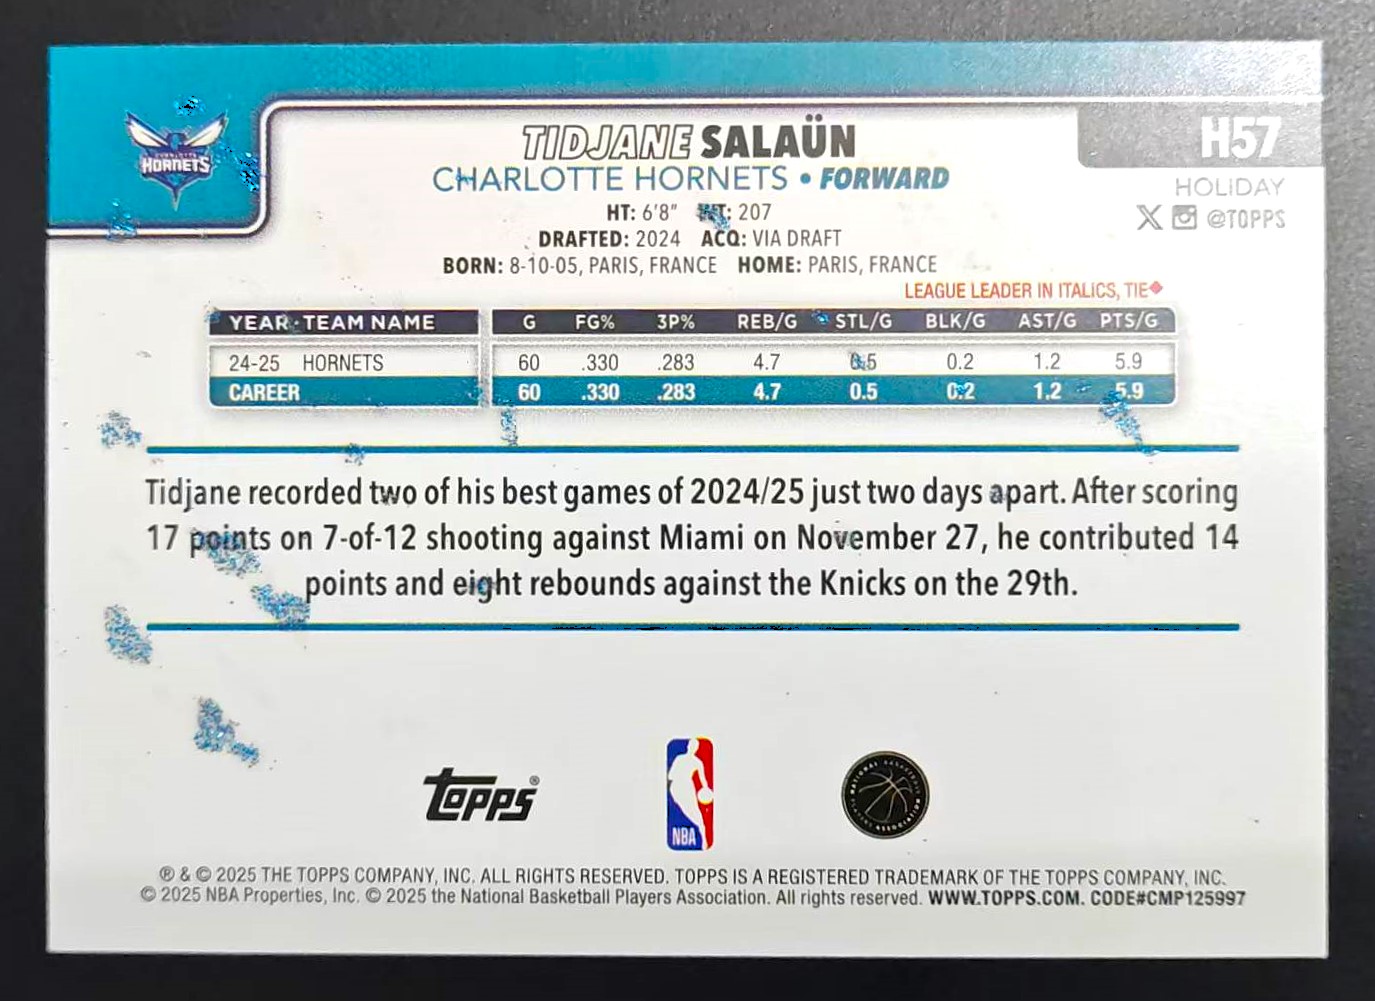 H57
HOLIDAY
@TOPPS
HORNETS
TIDJANE SALAÜN
CHARLOTTE HORNETS • FORWARD
HT: 6'8" WT: 207
DRAFTED: 2024 ACQ: VIA DRAFT
BORN: 8-10-05, PARIS, FRANCE HOME: PARIS, FRANCE
LEAGUE LEADER IN ITALICS, TIE◆
YEAR · TEAM NAME G FG% 3P% REB/G STL/G BLK/G AST/G PTS/G
24-25 HORNETS 60 .330 .283 4.7 0.5 0.2 1.2 5.9
CAREER 60 .330 .283 4.7 0.5 0.2 1.2 5.9
Tidjane recorded two of his best games of 2024/25 just two days apart. After scoring
17 points on 7-of-12 shooting against Miami on November 27, he contributed 14
points and eight rebounds against the Knicks on the 29th.
Topps®
NBA
NATIONAL BASKETBALL PLAYERS ASSOCIATION
® & © 2025 THE TOPPS COMPANY, INC. ALL RIGHTS RESERVED. TOPPS IS A REGISTERED TRADEMARK OF THE TOPPS COMPANY, INC.
© 2025 NBA Properties, Inc. © 2025 the National Basketball Players Association. All rights reserved. WWW.TOPPS.COM. CODE#CMP125997